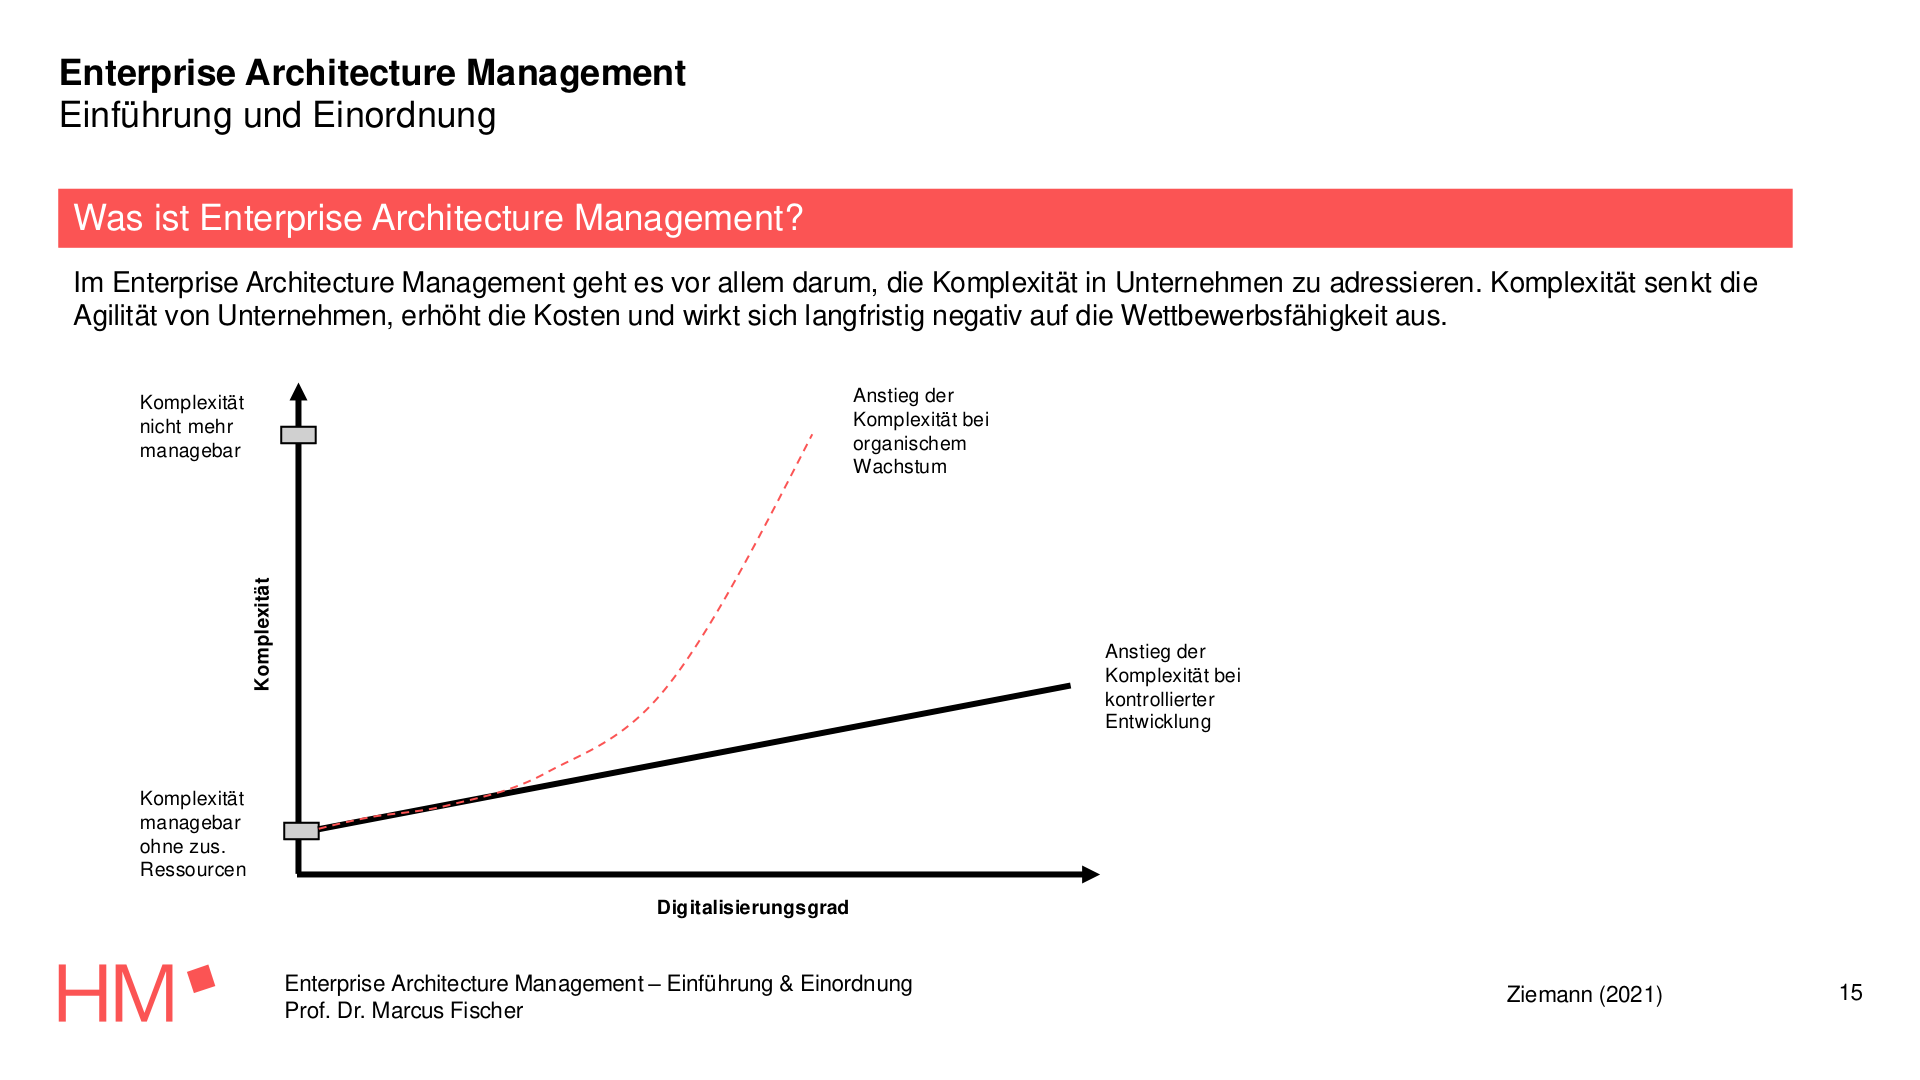 Enterprise Architecture Management
Einführung und Einordnung
Was ist Enterprise Architecture Management?
Im Enterprise Architecture Management geht es vor allem darum, die Komplexität in Unternehmen zu adressieren. Komplexität senkt die
Agilität von Unternehmen, erhöht die Kosten und wirkt sich langfristig negativ auf die Wettbewerbsfähigkeit aus.
Komplexität
nicht mehr
managebar
Anstieg der
Komplexität bei
organischem
Wachstum
Komplexität
Anstieg der
Komplexität bei
kontrollierter
Entwicklung
Komplexität
managebar
ohne zus.
Ressourcen
Digitalisierungsgrad
HM
Enterprise Architecture Management – Einführung & Einordnung
Prof. Dr. Marcus Fischer
Ziemann (2021)
15